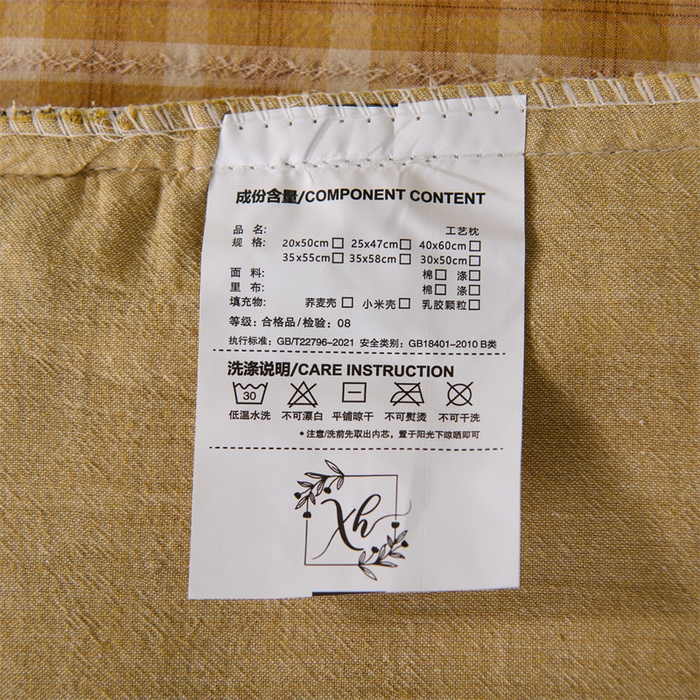 成份含量/COMPONENT CONTENT
品 名: 工艺枕
规 格: 20x50cm□ 25x47cm□ 40x60cm□
35x55cm□ 35x58cm□ 30x50cm□
面 料: 棉□ 涤□
里 布: 棉□ 涤□
填充物: 荞麦壳□ 小米壳□ 乳胶颗粒□
等级: 合格品/检验: 08
执行标准: GB/T22796-2021 安全类别: GB18401-2010 B类
洗涤说明/CARE INSTRUCTION
30
低温水洗 不可漂白 平铺晾干 不可熨烫 不可干洗
•注意/洗前先取出内芯，置于阳光下晾晒即可
Xh